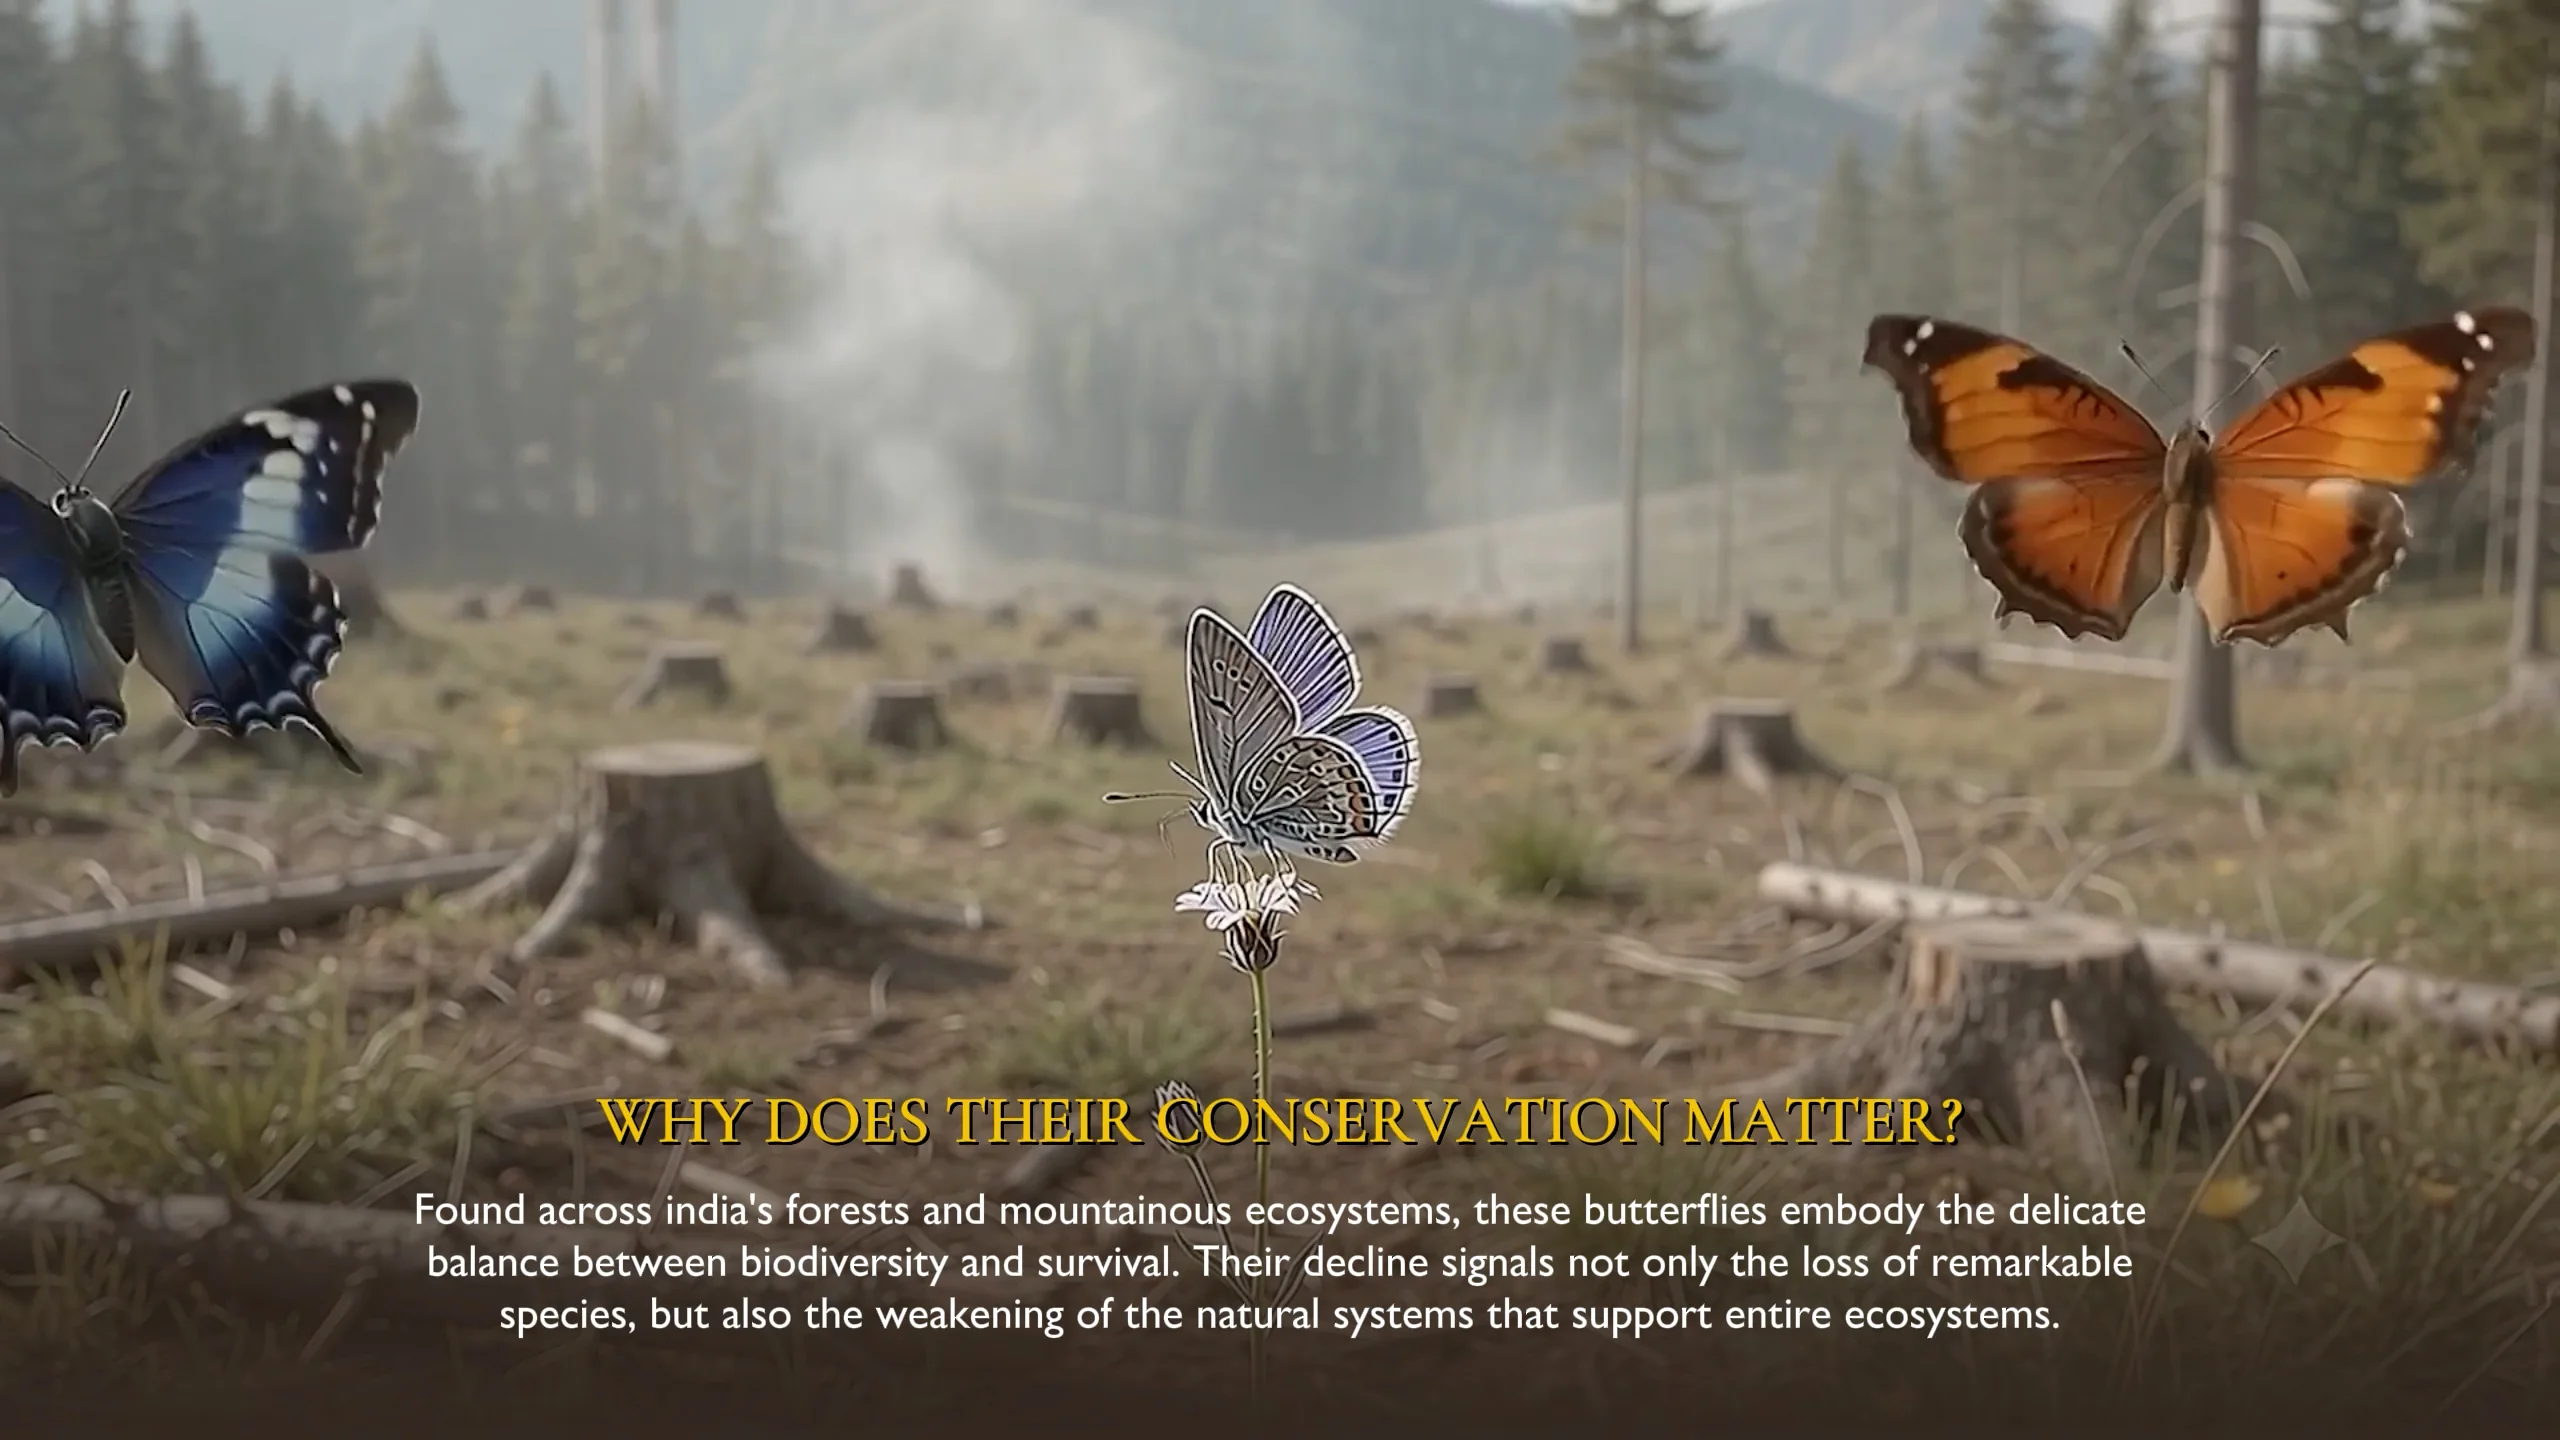 WHY DOES THEIR CONSERVATION MATTER?
Found across india's forests and mountainous ecosystems, these butterflies embody the delicate
balance between biodiversity and survival. Their decline signals not only the loss of remarkable
species, but also the weakening of the natural systems that support entire ecosystems.